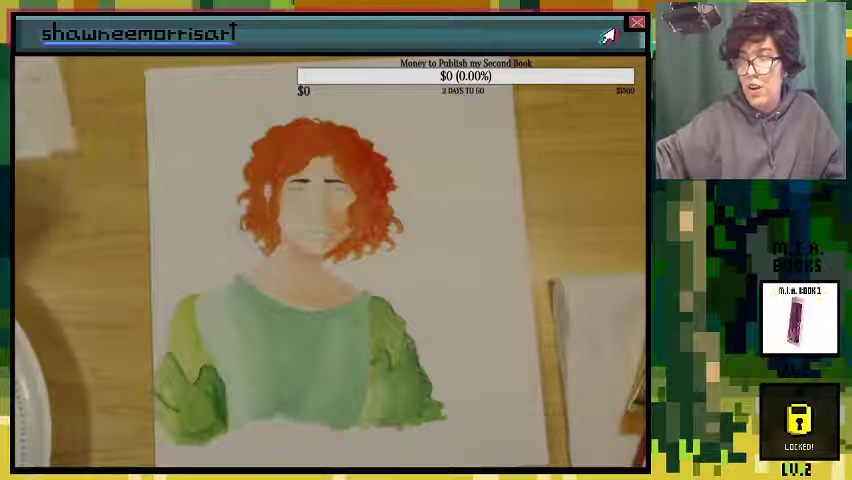 shawneemorrisart
Money to Publish my Second Book
$0 (0.00%)
$0
2 DAYS TO GO
$1500
M.I.A.
BOOKS
M.I.A. BOOK 1
LOCKED!
LV.2